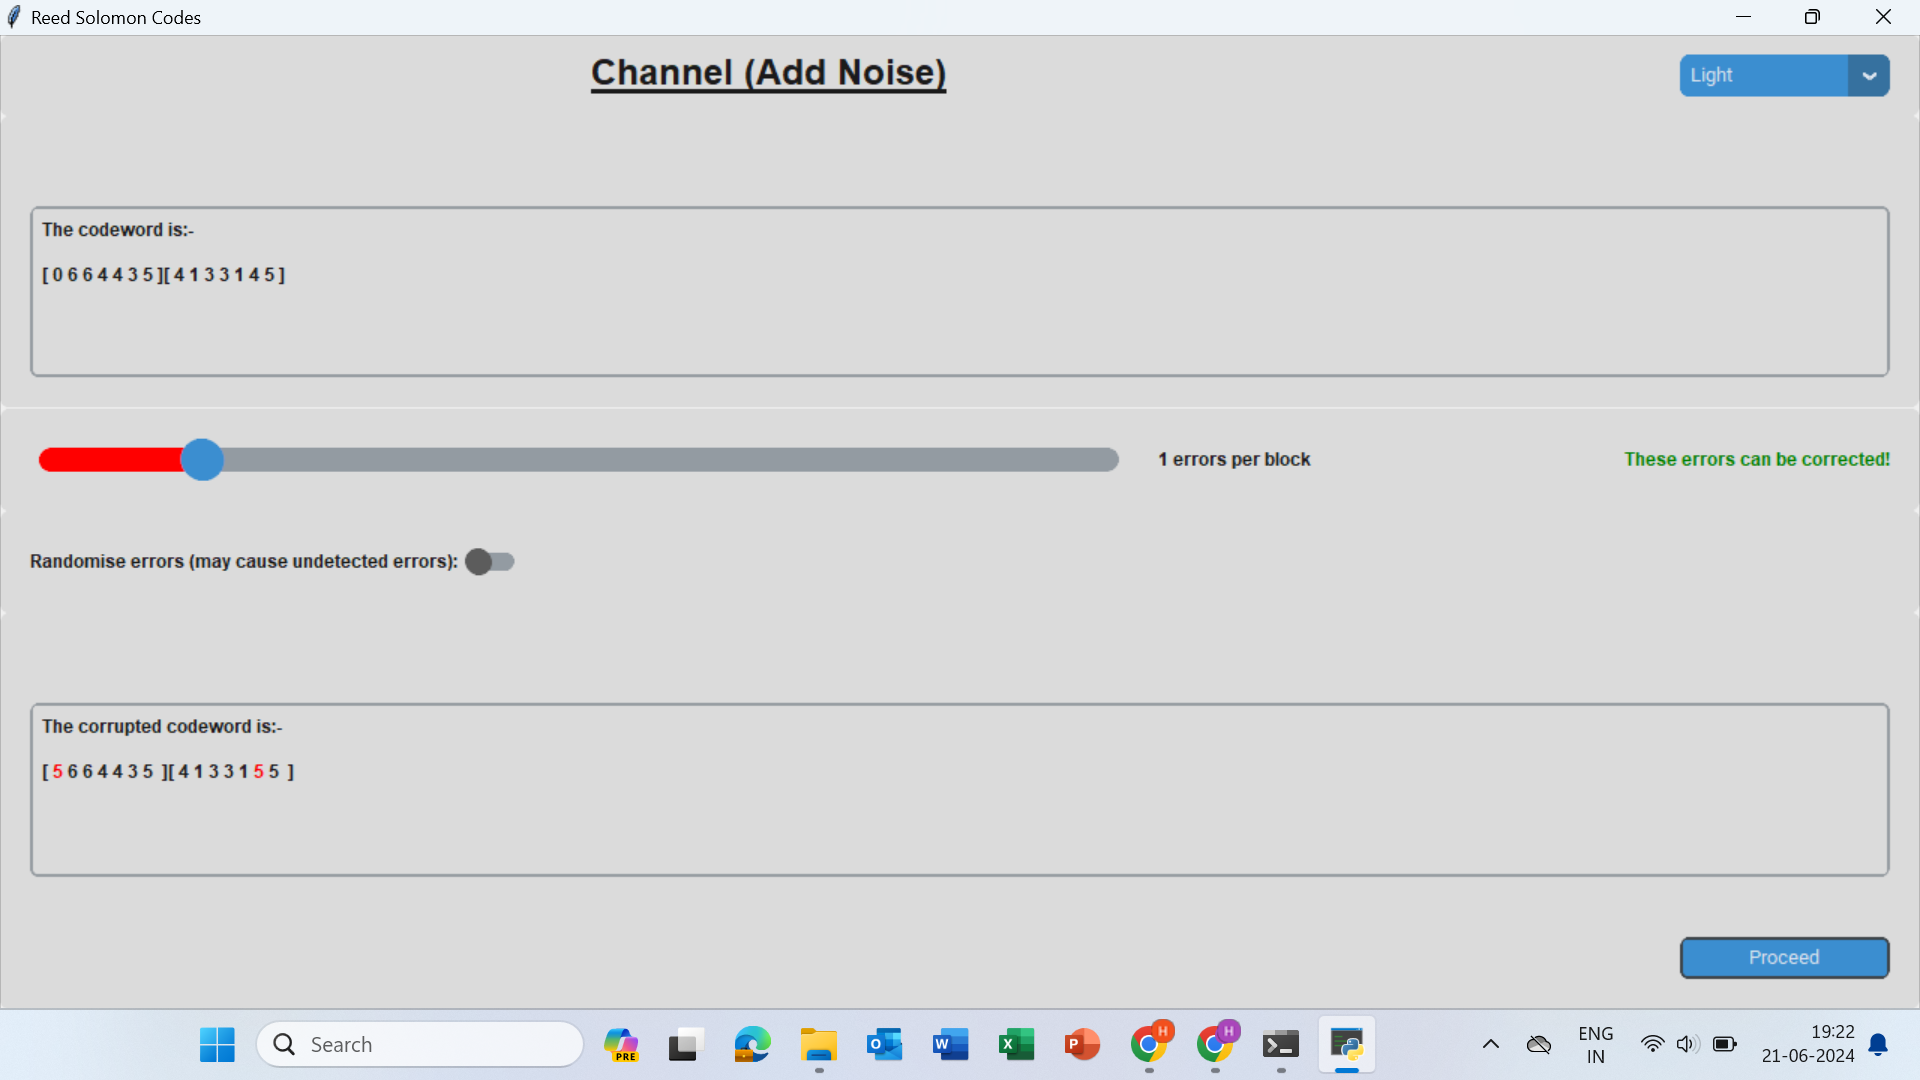 Reed Solomon Codes
Channel (Add Noise)
Light
The codeword is:-
[ 0 6 6 4 4 3 5 ][ 4 1 3 3 1 4 5 ]
1 errors per block
These errors can be corrected!
Randomise errors (may cause undetected errors):
The corrupted codeword is:-
[ 5 6 6 4 4 3 5 ][ 4 1 3 3 1 5 5 ]
Proceed
Search
PRE
H
H
ENG
IN
19:22
21-06-2024